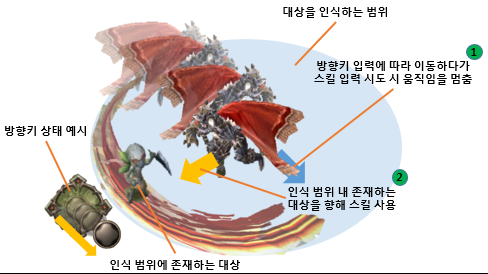 대상을 인식하는 범위
1
방향키 입력에 따라 이동하다가
스킬 입력 시도 시 움직임을 멈춤
방향키 상태 예시
2
인식 범위 내 존재하는
대상을 향해 스킬 사용
인식 범위에 존재하는 대상